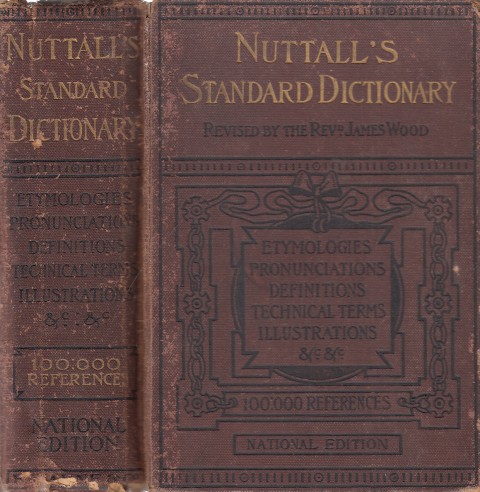 NUTTALL'S
STANDARD
DICTIONARY
ETYMOLOGIES
PRONUNCIATIONS
DEFINITIONS
TECHNICAL TERMS
ILLUSTRATIONS
&c: &c
100:000
REFERENCES
NATIONAL
EDITION
NUTTALL'S
STANDARD DICTIONARY
REVISED BY THE REVD. JAMES WOOD
ETYMOLOGIES
PRONUNCIATIONS
DEFINITIONS
TECHNICAL TERMS
ILLUSTRATIONS
&c &c
100:000 REFERENCES
NATIONAL EDITION